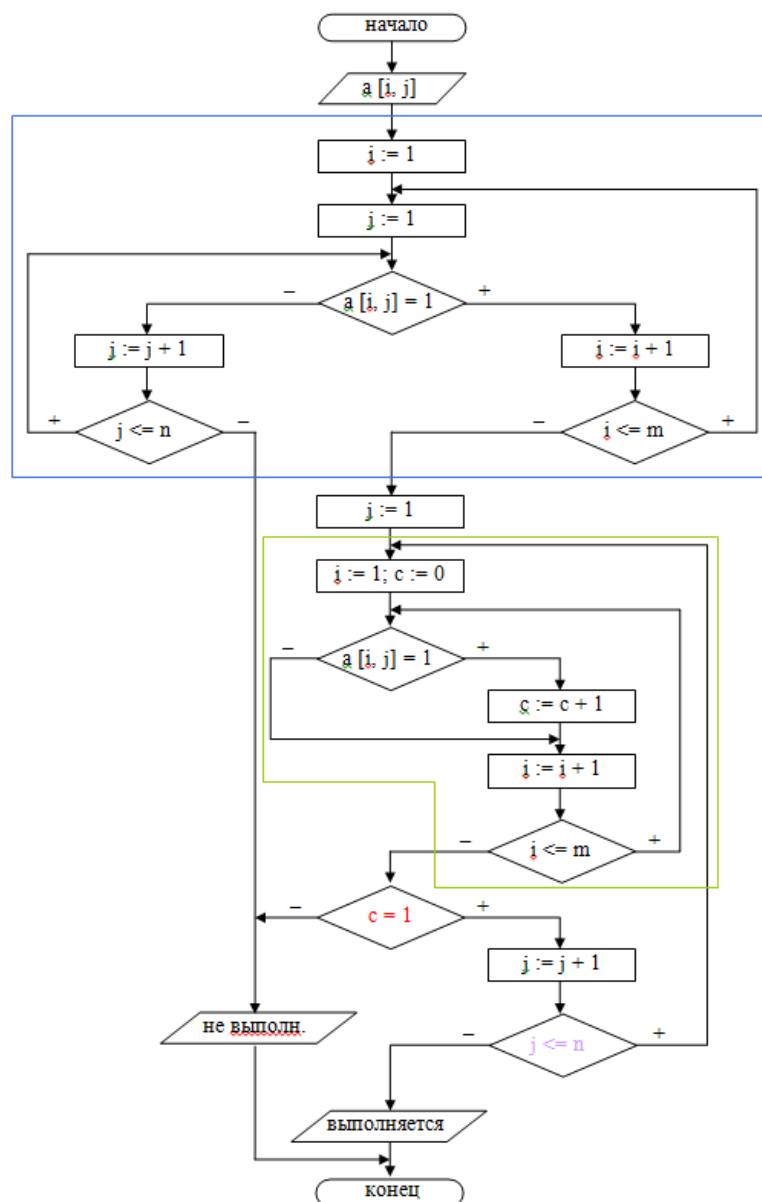 начало
a [i, j]
i := 1
j := 1
– a [i, j] = 1 +
j := j + 1 i := i + 1
+ j <= n – – i <= m +
j := 1
i := 1; c := 0
– a [i, j] = 1 +
c := c + 1
i := i + 1
– i <= m +
– c = 1 +
j := j + 1
не выполн.
– j <= n +
выполняется
конец